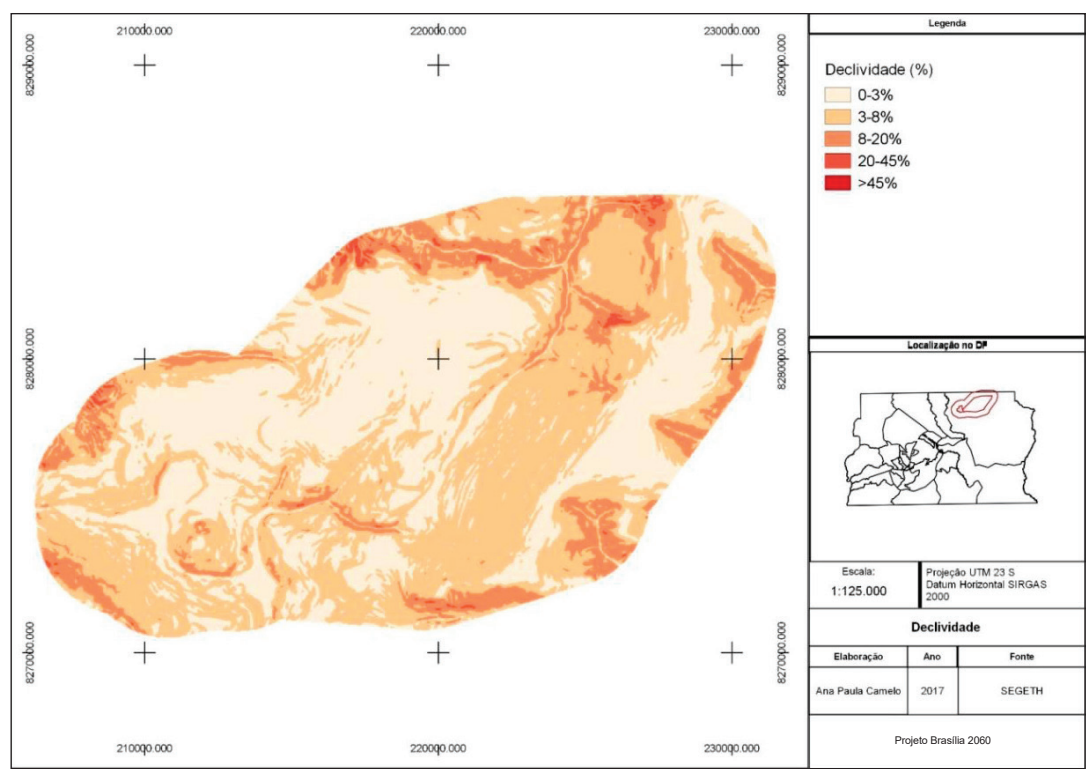 210000.000 220000.000 230000.000
8290000.000 8290000.000
8280000.000 8280000.000
8270000.000 8270000.000
210000.000 220000.000 230000.000
Legenda
Declividade (%)
0-3%
3-8%
8-20%
20-45%
>45%
Localização no DF
Escala:
1:125.000
Projeção UTM 23 S
Datum Horizontal SIRGAS
2000
Declividade
Elaboração Ano Fonte
Ana Paula Camelo 2017 SEGETH
Projeto Brasília 2060